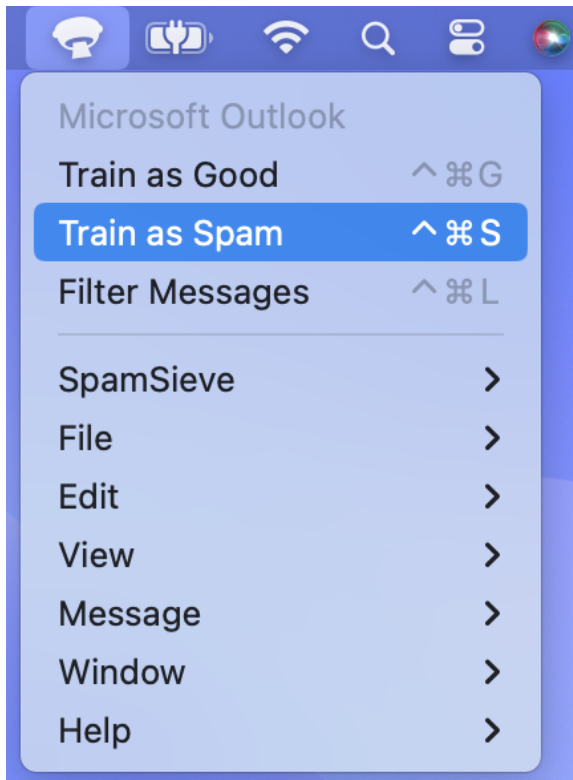 Microsoft Outlook
Train as Good ⌃⌘G
Train as Spam ⌃⌘S
Filter Messages ⌃⌘L
SpamSieve
File
Edit
View
Message
Window
Help